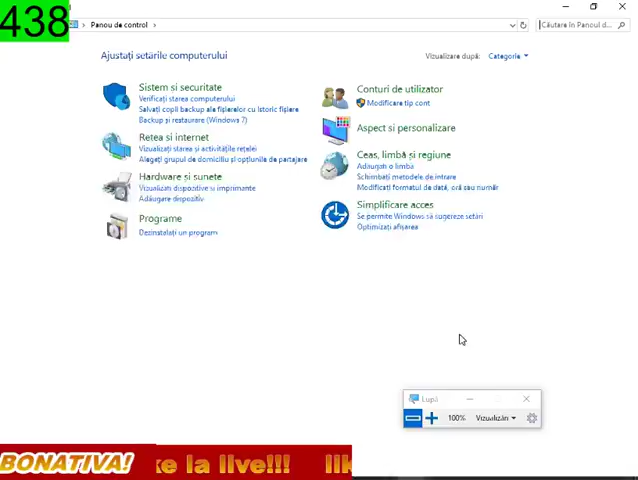 438
Panou de control
Căutare în Panoul d...
Ajustați setările computerului
Vizualizare după:
Categorie
Sistem și securitate
Verificați starea computerului
Salvați copii backup ale fișierelor cu Istoric fișiere
Backup și restaurare (Windows 7)
Rețea și internet
Vizualizați starea și activitățile rețelei
Alegeți grupul de domiciliu și opțiunile de partajare
Hardware și sunete
Vizualizați dispozitive și imprimante
Adăugare dispozitiv
Programe
Dezinstalați un program
Conturi de utilizator
Modificare tip cont
Aspect și personalizare
Ceas, limbă și regiune
Adăugați o limbă
Schimbați metodele de intrare
Modificați formatul de dată, oră sau număr
Simplificare acces
Se permite Windows să sugereze setări
Optimizați afișarea
Lupă
100%
Vizualizări
BONATIVA!
ke la live!!!
lik